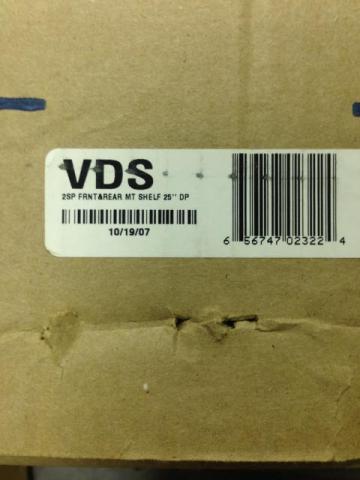 VDS
2SP FRNT&REAR MT SHELF 25'' DP
10/19/07
6 56747 02322 4